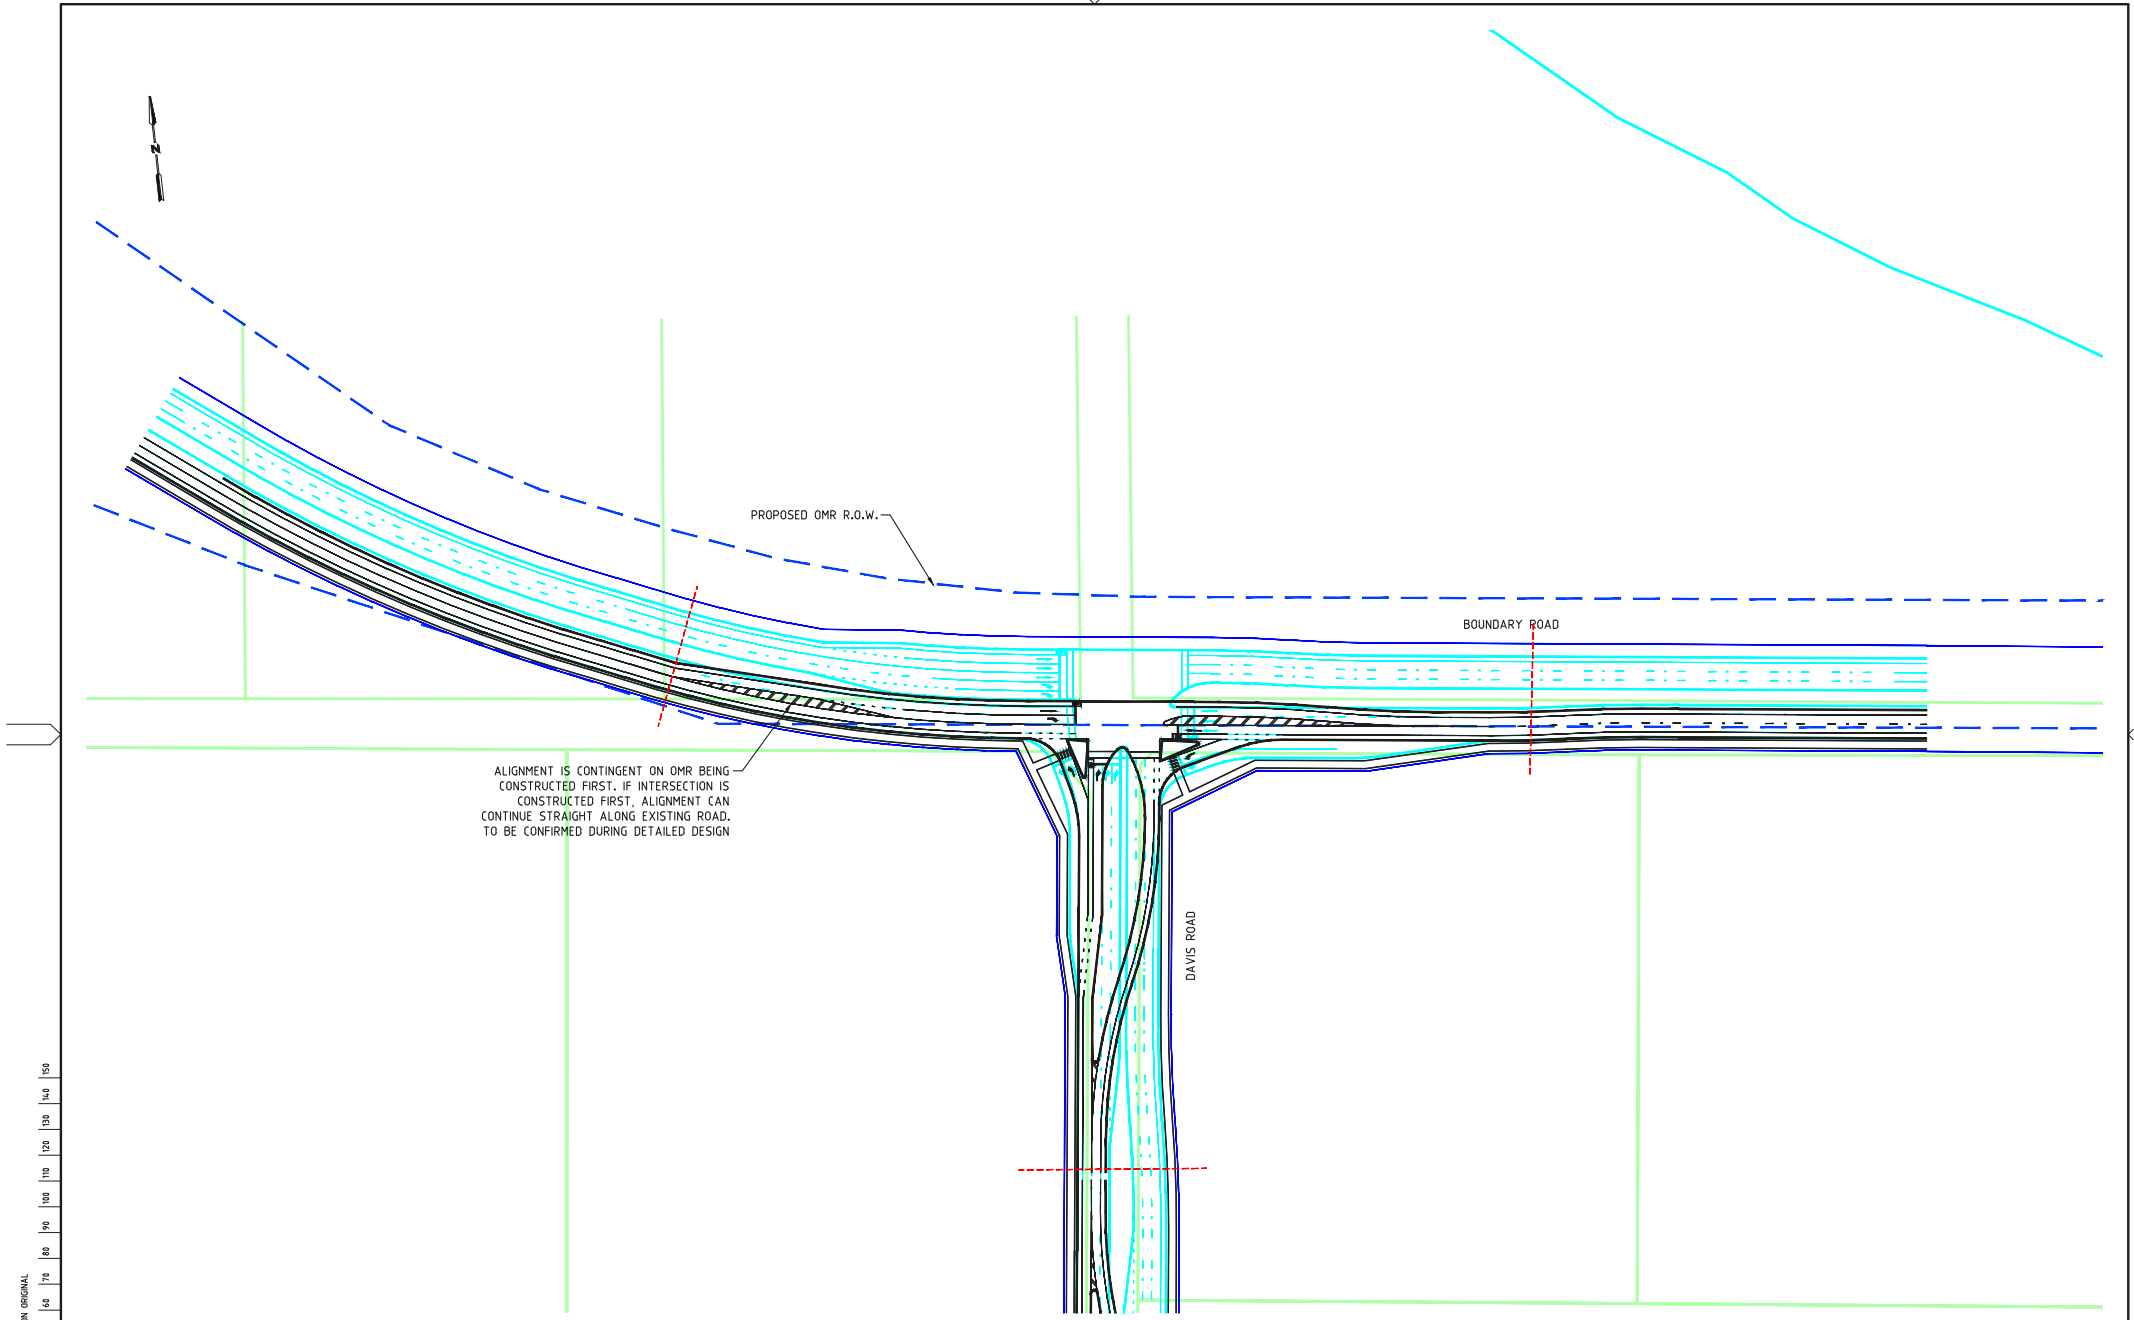 N
PROPOSED OMR R.O.W.
BOUNDARY ROAD
ALIGNMENT IS CONTINGENT ON OMR BEING
CONSTRUCTED FIRST. IF INTERSECTION IS
CONSTRUCTED FIRST, ALIGNMENT CAN
CONTINUE STRAIGHT ALONG EXISTING ROAD.
TO BE CONFIRMED DURING DETAILED DESIGN
DAVIS ROAD
150
140
130
120
110
100
90
80
70
60
ON ORIGINAL